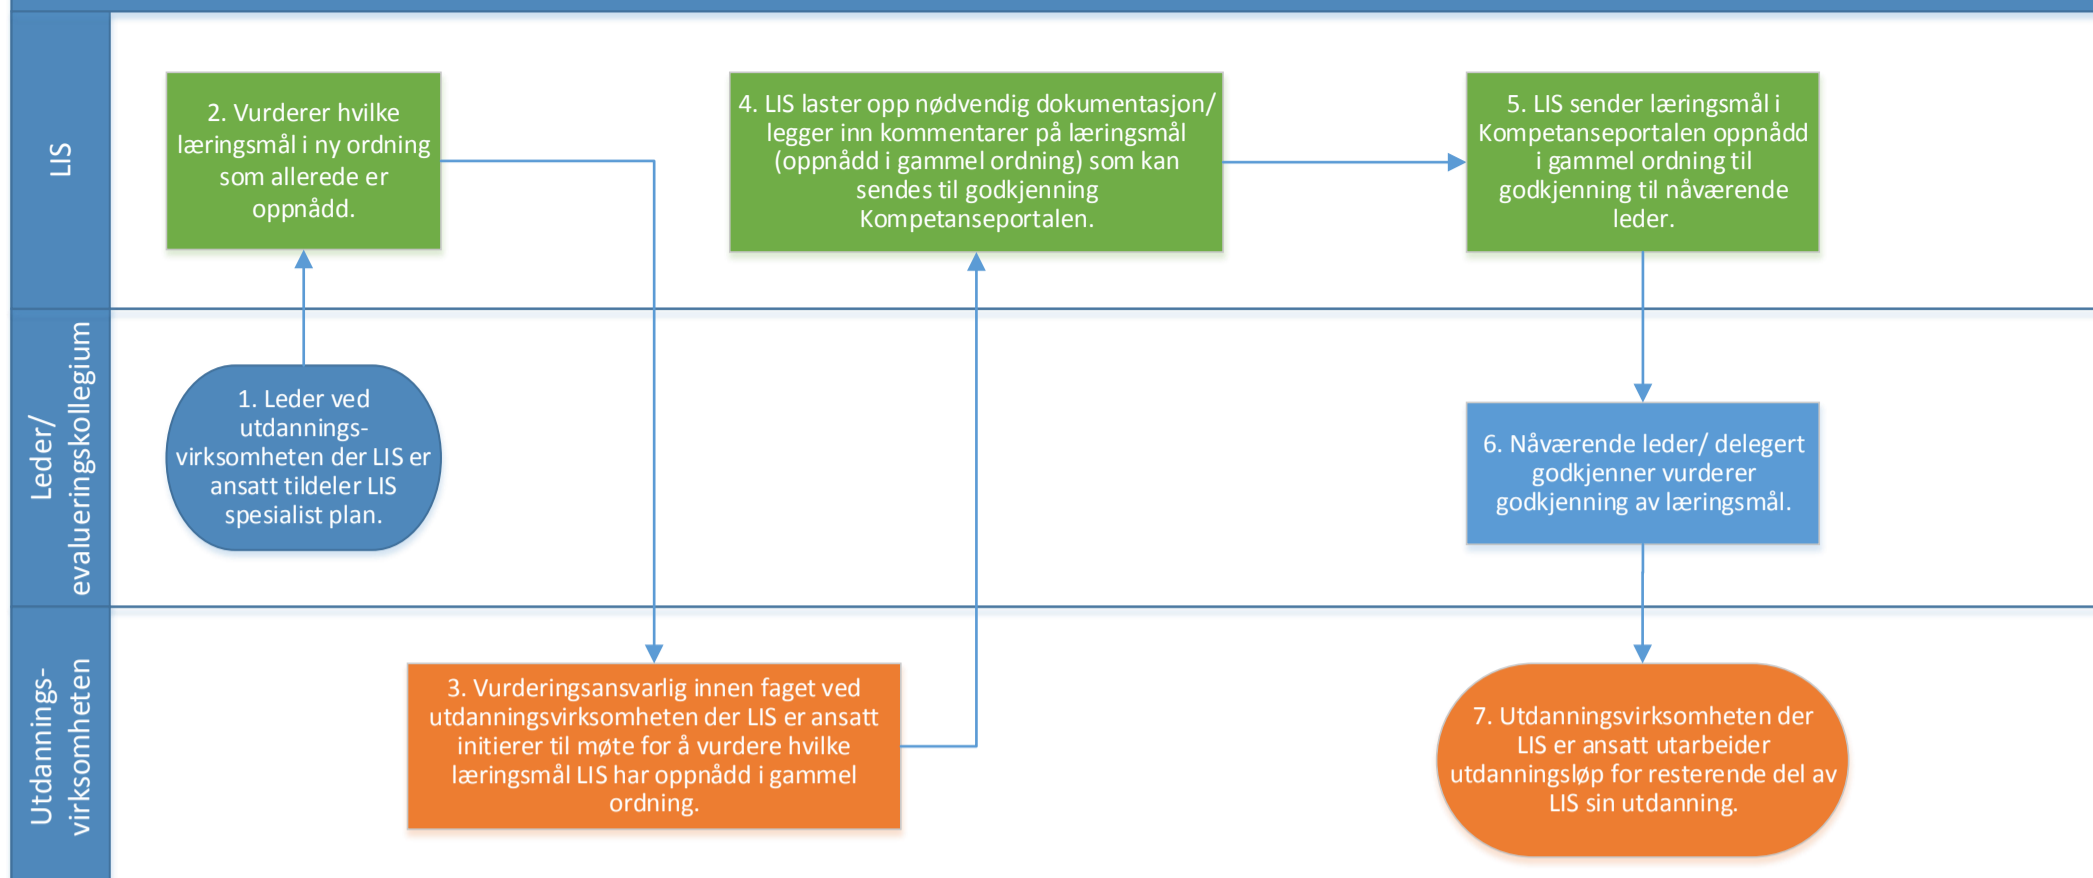 LIS
2. Vurderer hvilke
læringsmål i ny ordning
som allerede er
oppnådd.
4. LIS laster opp nødvendig dokumentasjon/
legger inn kommentarer på læringsmål
(oppnådd i gammel ordning) som kan
sendes til godkjenning
Kompetanseportalen.
5. LIS sender læringsmål i
Kompetanseportalen oppnådd
i gammel ordning til
godkjenning til nåværende
leder.
Leder/
evalueringskollegium
1. Leder ved
utdannings-
virksomheten der LIS er
ansatt tildeler LIS
spesialist plan.
6. Nåværende leder/ delegert
godkjenner vurderer
godkjenning av læringsmål.
Utdannings-
virksomheten
3. Vurderingsansvarlig innen faget ved
utdanningsvirksomheten der LIS er ansatt
initierer til møte for å vurdere hvilke
læringsmål LIS har oppnådd i gammel
ordning.
7. Utdanningsvirksomheten der
LIS er ansatt utarbeider
utdanningsløp for resterende del av
LIS sin utdanning.